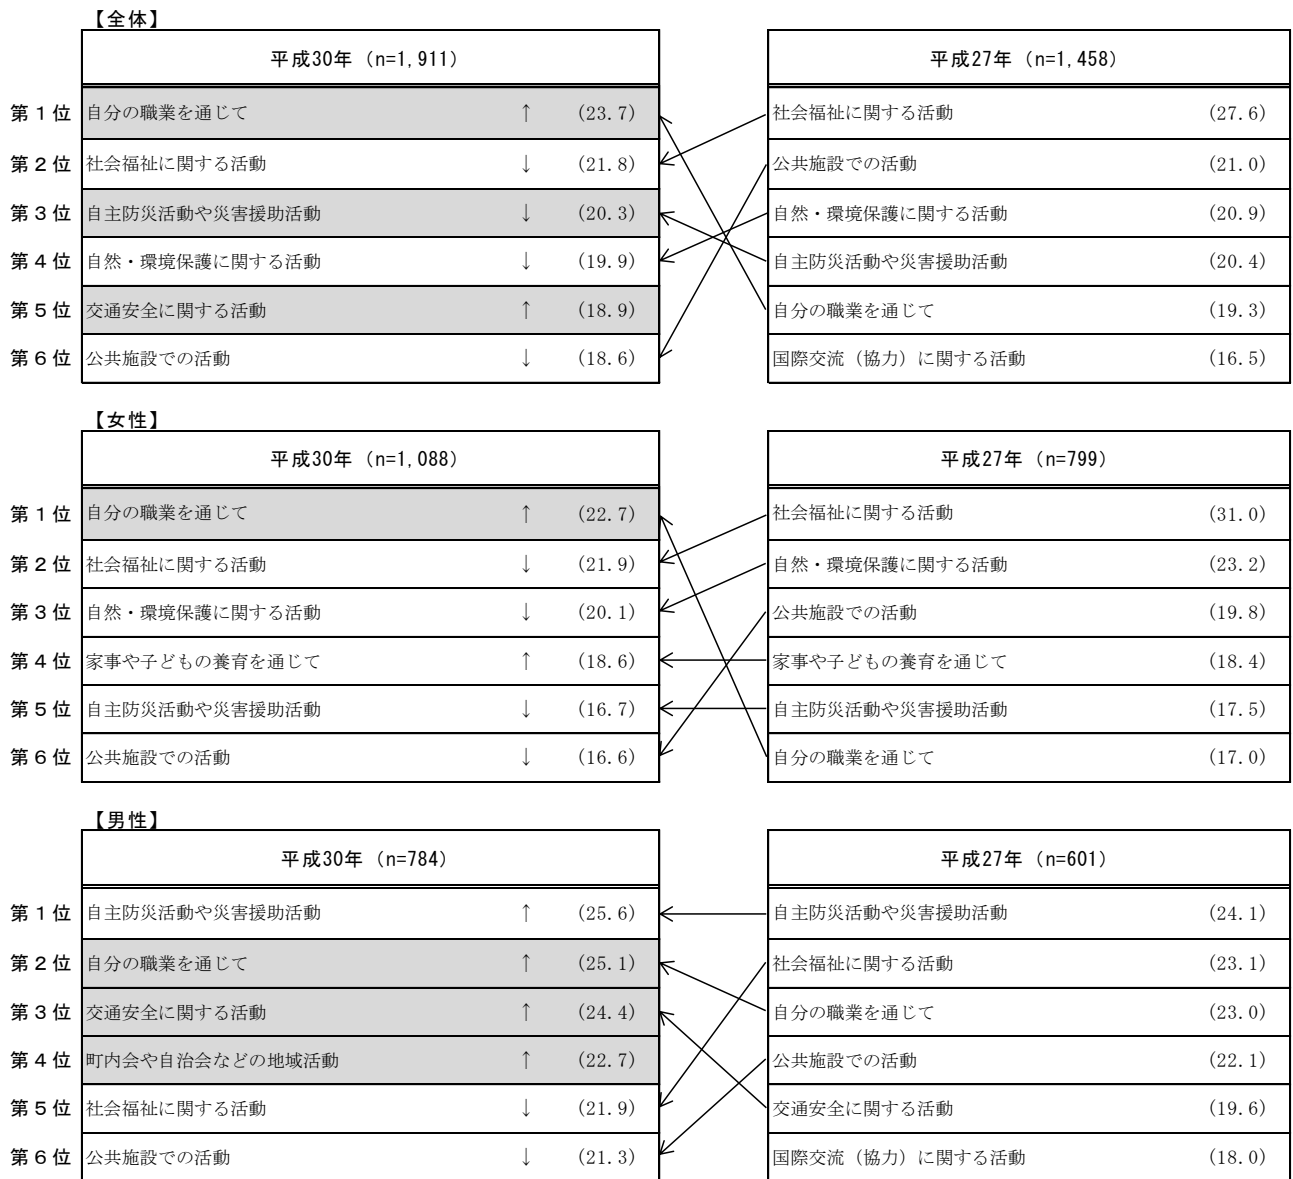 【全体】
平成30年（n=1,911） 平成27年（n=1,458）
第１位 自分の職業を通じて ↑ (23.7) 社会福祉に関する活動 (27.6)
第２位 社会福祉に関する活動 ↓ (21.8) 公共施設での活動 (21.0)
第３位 自主防災活動や災害援助活動 ↓ (20.3) 自然・環境保護に関する活動 (20.9)
第４位 自然・環境保護に関する活動 ↓ (19.9) 自主防災活動や災害援助活動 (20.4)
第５位 交通安全に関する活動 ↑ (18.9) 自分の職業を通じて (19.3)
第６位 公共施設での活動 ↓ (18.6) 国際交流（協力）に関する活動 (16.5)
【女性】
平成30年（n=1,088） 平成27年（n=799）
第１位 自分の職業を通じて ↑ (22.7) 社会福祉に関する活動 (31.0)
第２位 社会福祉に関する活動 ↓ (21.9) 自然・環境保護に関する活動 (23.2)
第３位 自然・環境保護に関する活動 ↓ (20.1) 公共施設での活動 (19.8)
第４位 家事や子どもの養育を通じて ↑ (18.6) 家事や子どもの養育を通じて (18.4)
第５位 自主防災活動や災害援助活動 ↓ (16.7) 自主防災活動や災害援助活動 (17.5)
第６位 公共施設での活動 ↓ (16.6) 自分の職業を通じて (17.0)
【男性】
平成30年（n=784） 平成27年（n=601）
第１位 自主防災活動や災害援助活動 ↑ (25.6) 自主防災活動や災害援助活動 (24.1)
第２位 自分の職業を通じて ↑ (25.1) 社会福祉に関する活動 (23.1)
第３位 交通安全に関する活動 ↑ (24.4) 自分の職業を通じて (23.0)
第４位 町内会や自治会などの地域活動 ↑ (22.7) 公共施設での活動 (22.1)
第５位 社会福祉に関する活動 ↓ (21.9) 交通安全に関する活動 (19.6)
第６位 公共施設での活動 ↓ (21.3) 国際交流（協力）に関する活動 (18.0)